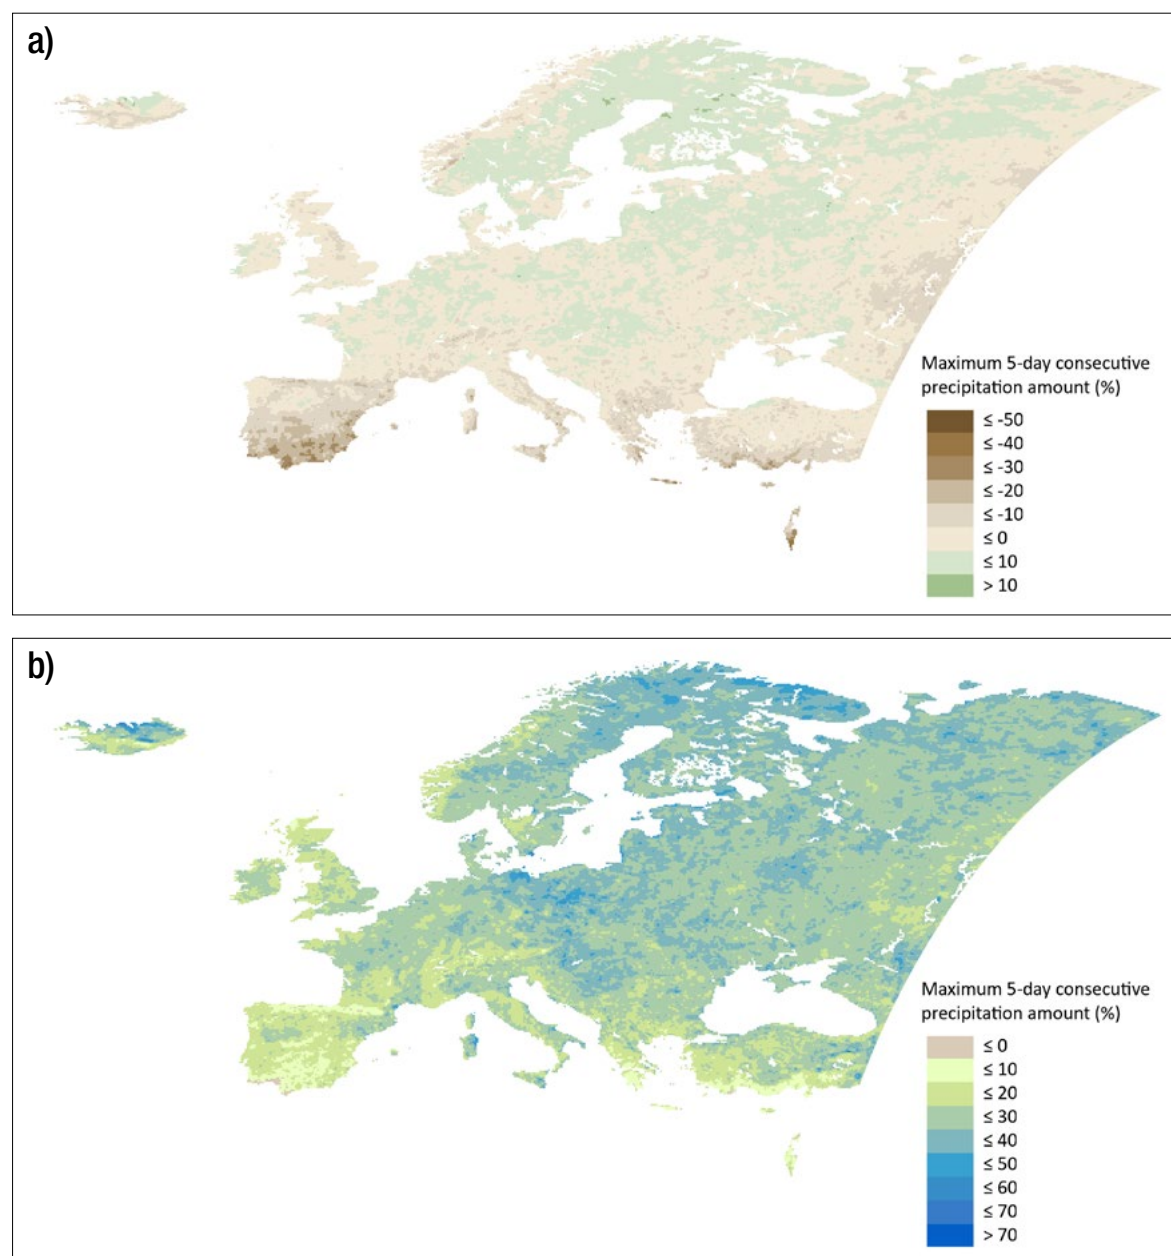 a)
Maximum 5-day consecutive
precipitation amount (%)
≤ -50
≤ -40
≤ -30
≤ -20
≤ -10
≤ 0
≤ 10
> 10
b)
Maximum 5-day consecutive
precipitation amount (%)
≤ 0
≤ 10
≤ 20
≤ 30
≤ 40
≤ 50
≤ 60
≤ 70
> 70